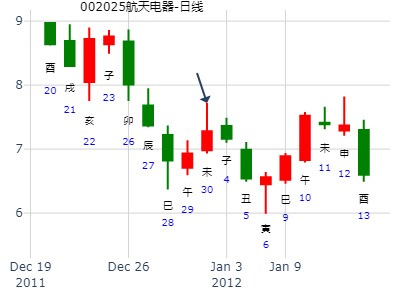 002025航天电器-日线
9
8
7
6
酉
20
戌
21
亥
22
子
23
卯
26
辰
27
巳
28
午
29
未
30
子
4
丑
5
寅
6
巳
9
午
10
未
11
申
12
酉
13
Dec 19
2011
Dec 26
Jan 3
2012
Jan 9